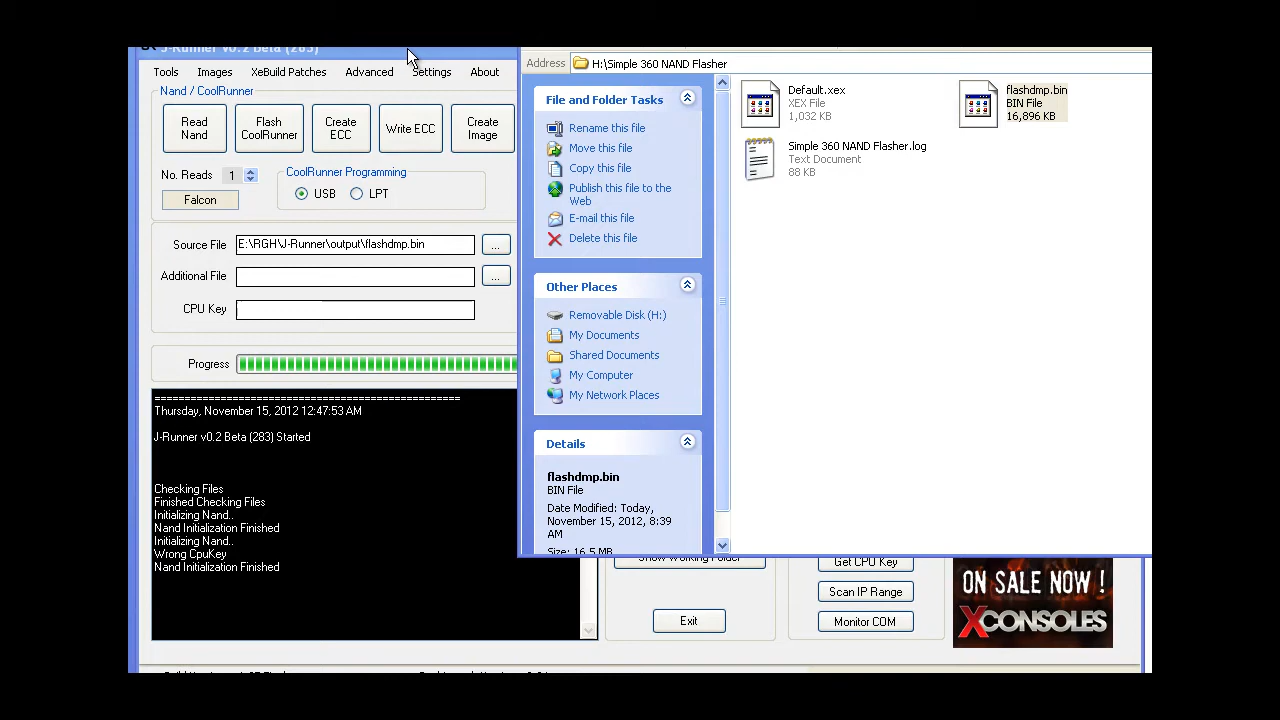 J-Runner v0.2 Beta (283)
Tools Images XeBuild Patches Advanced Settings About
Nand / CoolRunner
Read Nand
Flash CoolRunner
Create ECC
Write ECC
Create Image
No. Reads 1
CoolRunner Programming
USB LPT
Falcon
Source File E:\RGH\J-Runner\output\flashdmp.bin ...
Additional File ...
CPU Key
Progress
==================================================
Thursday, November 15, 2012 12:47:53 AM
J-Runner v0.2 Beta (283) Started
Checking Files
Finished Checking Files
Initializing Nand..
Nand Initialization Finished
Initializing Nand..
Wrong CpuKey
Nand Initialization Finished
Address H:\Simple 360 NAND Flasher
File and Folder Tasks
Rename this file
Move this file
Copy this file
Publish this file to the
Web
E-mail this file
Delete this file
Other Places
Removable Disk (H:)
My Documents
Shared Documents
My Computer
My Network Places
Details
flashdmp.bin
BIN File
Date Modified: Today,
November 15, 2012, 8:39
AM
Size: 16.5 MB
Default.xex
XEX File
1,032 KB
flashdmp.bin
BIN File
16,896 KB
Simple 360 NAND Flasher.log
Text Document
88 KB
Show Working Folder
Exit
Get CPU Key
Scan IP Range
Monitor COM
ON SALE NOW !
XCONSOLES